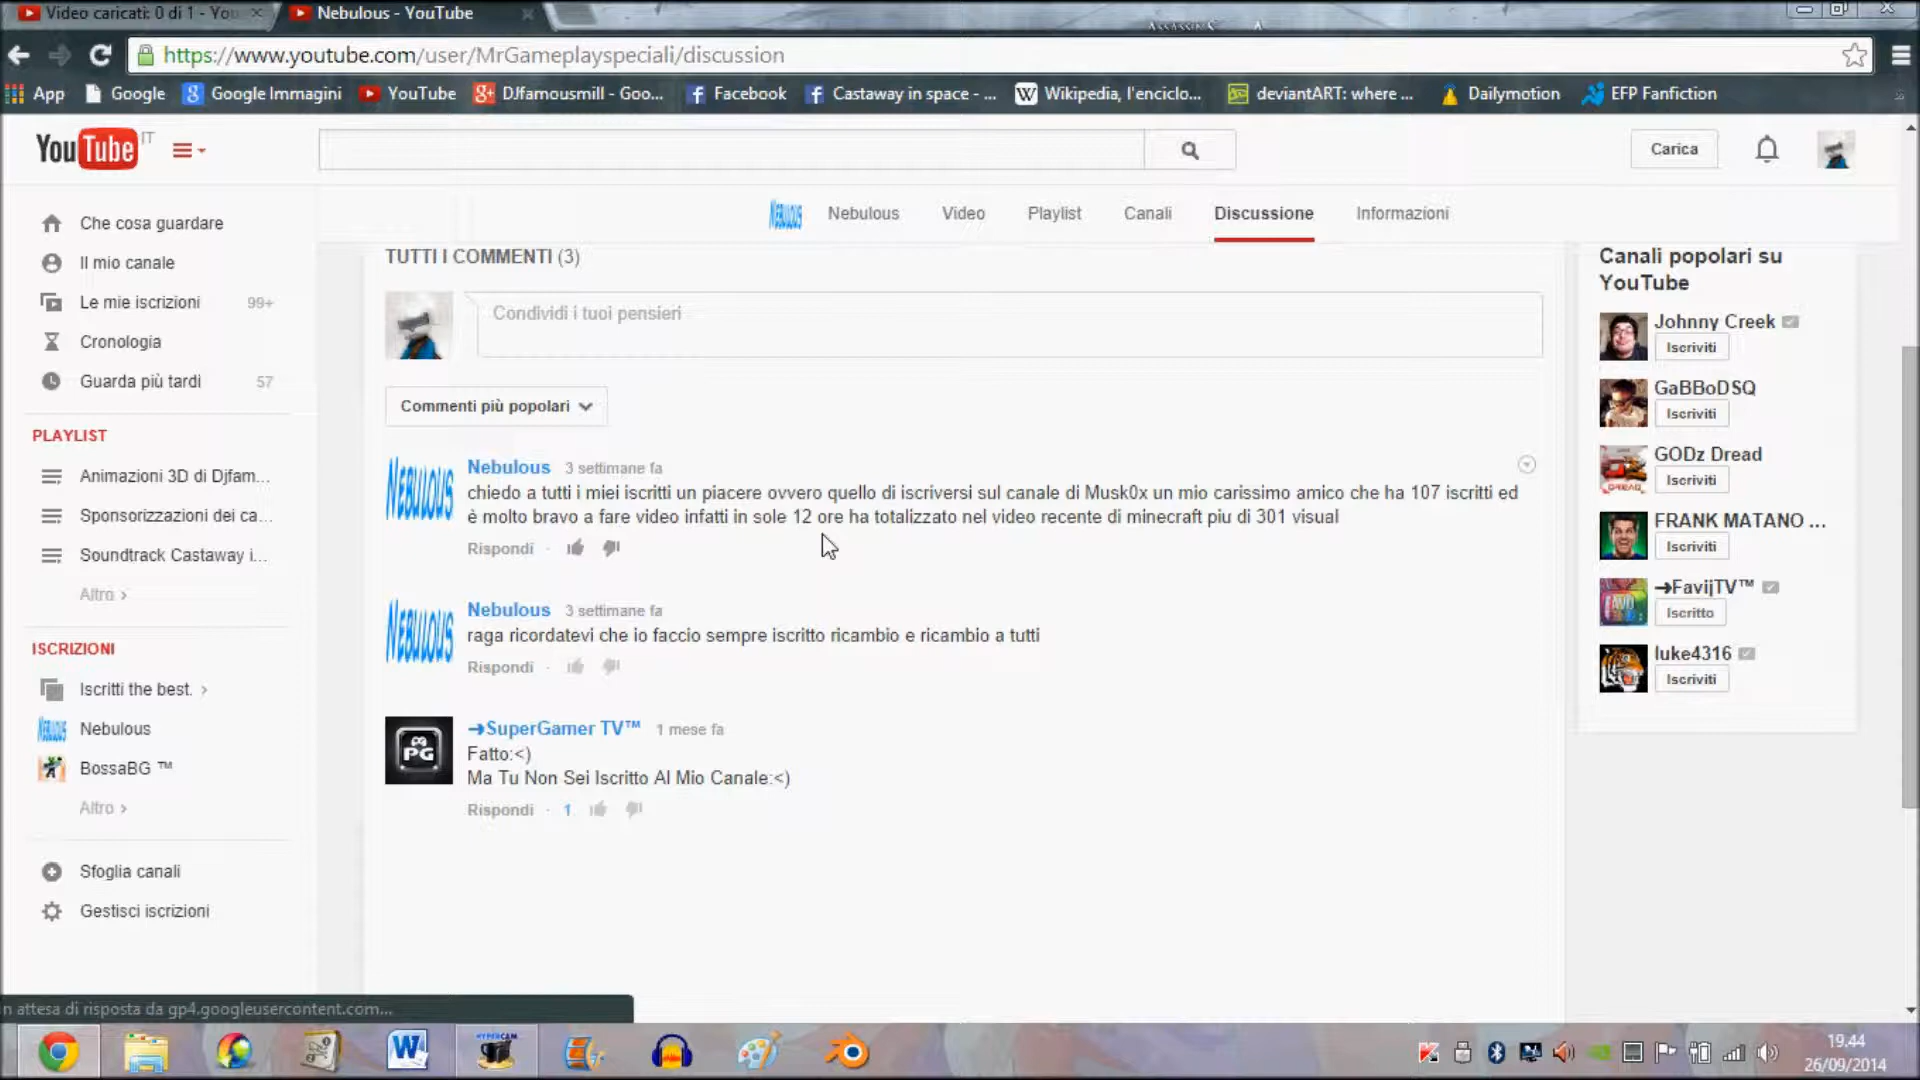 Video caricati: 0 di 1 - You
Nebulous - YouTube
https://www.youtube.com/user/MrGameplayspeciali/discussion
App
Google
Google Immagini
YouTube
DJfamousmill - Goo...
Facebook
Castaway in space - ...
Wikipedia, l'enciclo...
deviantART: where ...
Dailymotion
EFP Fanfiction
YouTube IT
Carica
Nebulous
Nebulous
Video
Playlist
Canali
Discussione
Informazioni
Che cosa guardare
Il mio canale
Le mie iscrizioni 99+
Cronologia
Guarda più tardi 57
PLAYLIST
Animazioni 3D di Djfam...
Sponsorizzazioni dei ca...
Soundtrack Castaway i...
Altro ›
ISCRIZIONI
Iscritti the best. ›
Nebulous
BossaBG ™
Altro ›
Sfoglia canali
Gestisci iscrizioni
TUTTI I COMMENTI (3)
Condividi i tuoi pensieri
Commenti più popolari
Nebulous 3 settimane fa
chiedo a tutti i miei iscritti un piacere ovvero quello di iscriversi sul canale di Musk0x un mio carissimo amico che ha 107 iscritti ed
è molto bravo a fare video infatti in sole 12 ore ha totalizzato nel video recente di minecraft piu di 301 visual
Rispondi ·
Nebulous 3 settimane fa
raga ricordatevi che io faccio sempre iscritto ricambio e ricambio a tutti
Rispondi ·
➜SuperGamer TV™ 1 mese fa
Fatto:<)
Ma Tu Non Sei Iscritto Al Mio Canale:<)
Rispondi · 1
Canali popolari su
YouTube
Johnny Creek
Iscriviti
GaBBoDSQ
Iscriviti
GODz Dread
Iscriviti
FRANK MATANO ...
Iscriviti
➜FavijTV™
Iscritto
luke4316
Iscriviti
n attesa di risposta da gp4.googleusercontent.com...
HYPERCAM
19.44
26/09/2014